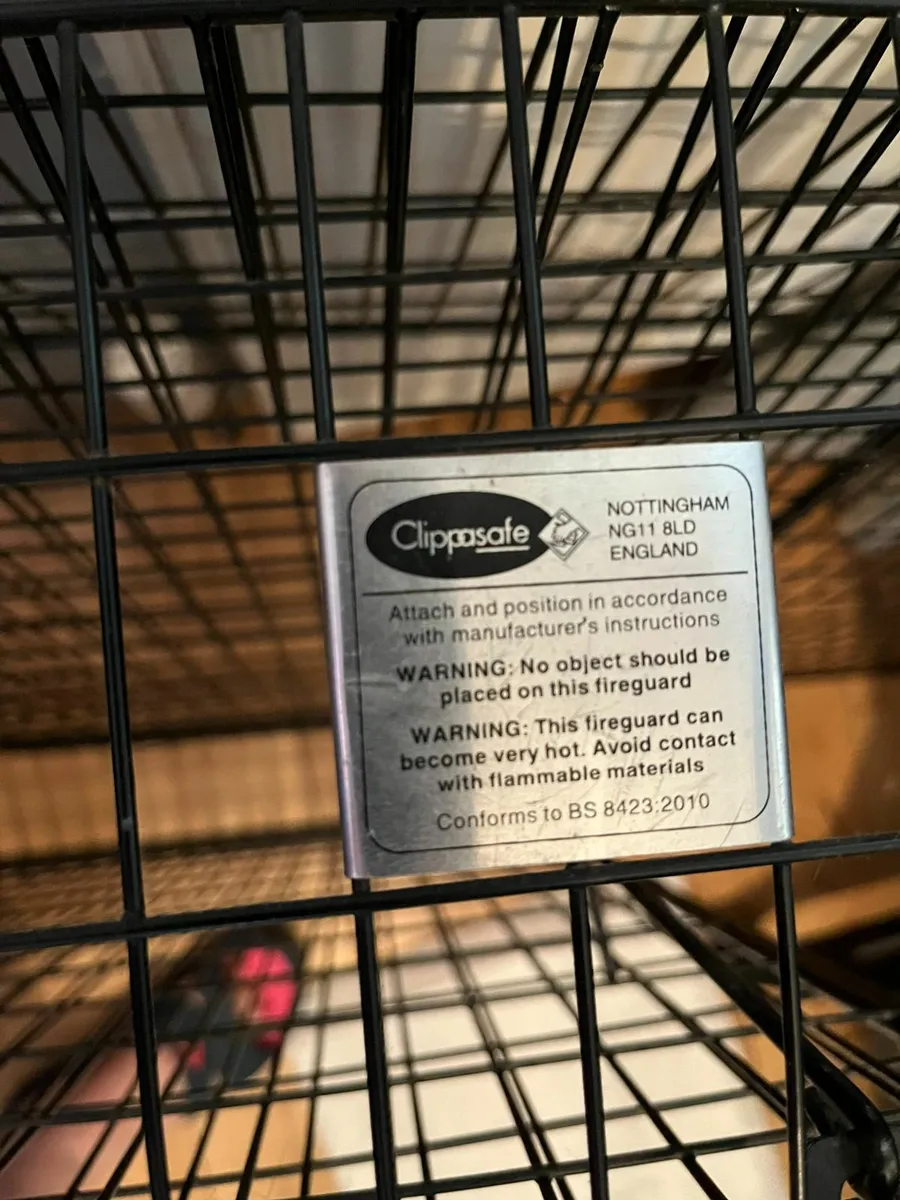 Clippasafe
NOTTINGHAM
NG11 8LD
ENGLAND
Attach and position in accordance
with manufacturer's instructions
WARNING: No object should be
placed on this fireguard
WARNING: This fireguard can
become very hot. Avoid contact
with flammable materials
Conforms to BS 8423:2010